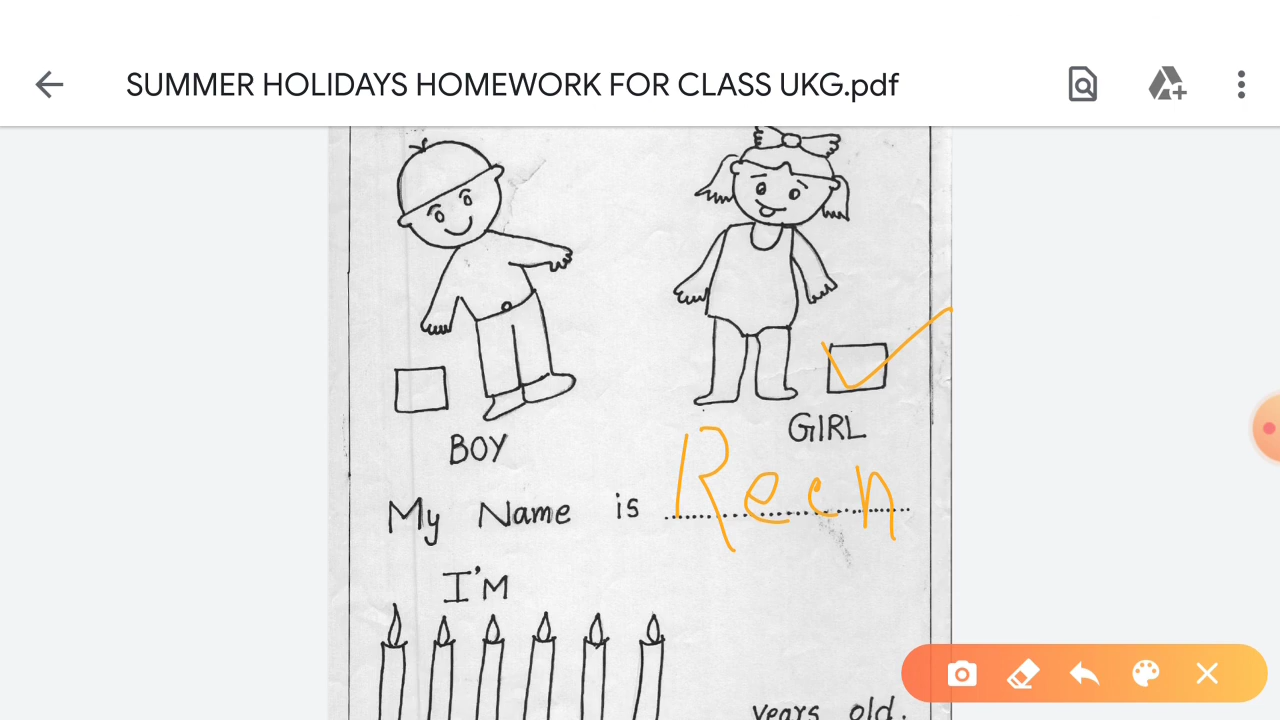 SUMMER HOLIDAYS HOMEWORK FOR CLASS UKG.pdf
BOY
GIRL
My Name is Reen
I'M
years old.